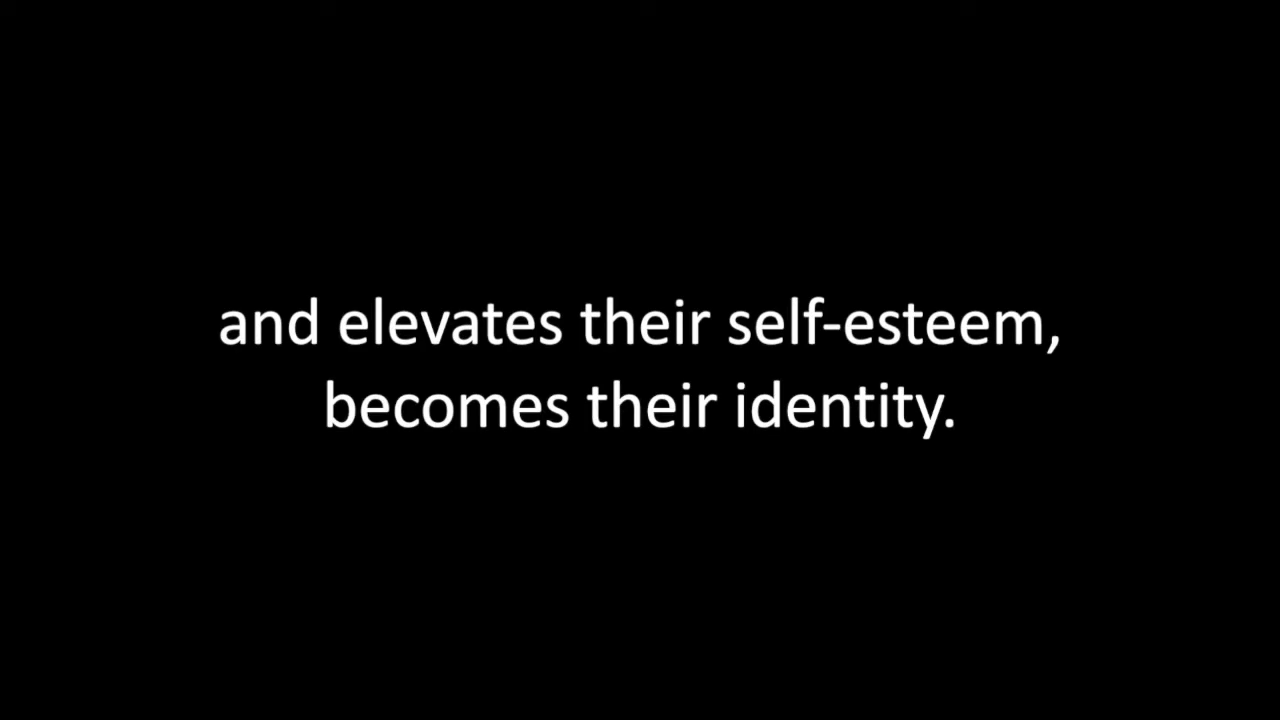 and elevates their self-esteem,
becomes their identity.